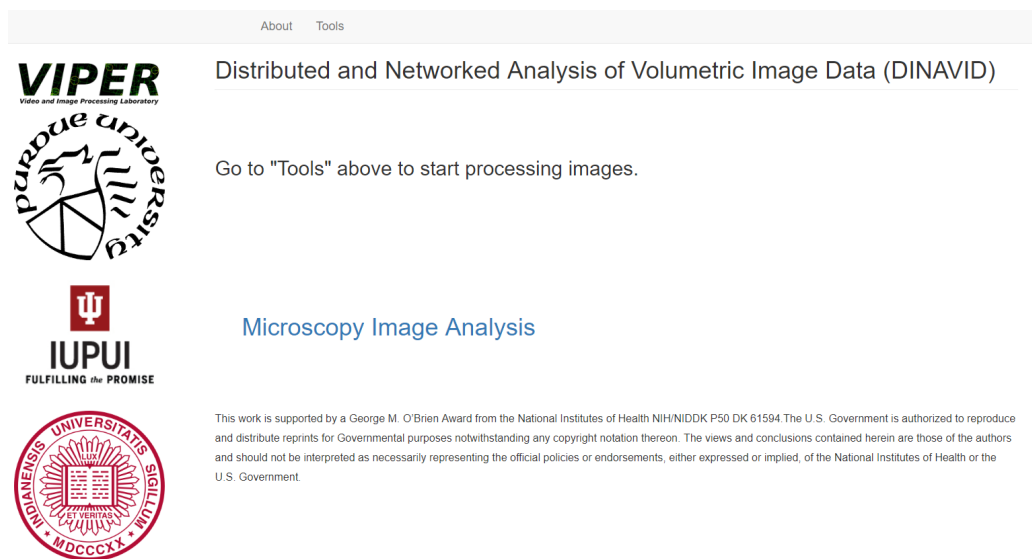 About Tools
VIPER
Video and Image Processing Laboratory
PURDUE UNIVERSITY
IUPUI
FULFILLING the PROMISE
INDIANENSIS UNIVERSITATIS SIGILLUM
LUX
ET VERITAS
MDCCCXX
Distributed and Networked Analysis of Volumetric Image Data (DINAVID)
Go to "Tools" above to start processing images.
Microscopy Image Analysis
This work is supported by a George M. O'Brien Award from the National Institutes of Health NIH/NIDDK P50 DK 61594.The U.S. Government is authorized to reproduce
and distribute reprints for Governmental purposes notwithstanding any copyright notation thereon. The views and conclusions contained herein are those of the authors
and should not be interpreted as necessarily representing the official policies or endorsements, either expressed or implied, of the National Institutes of Health or the
U.S. Government.